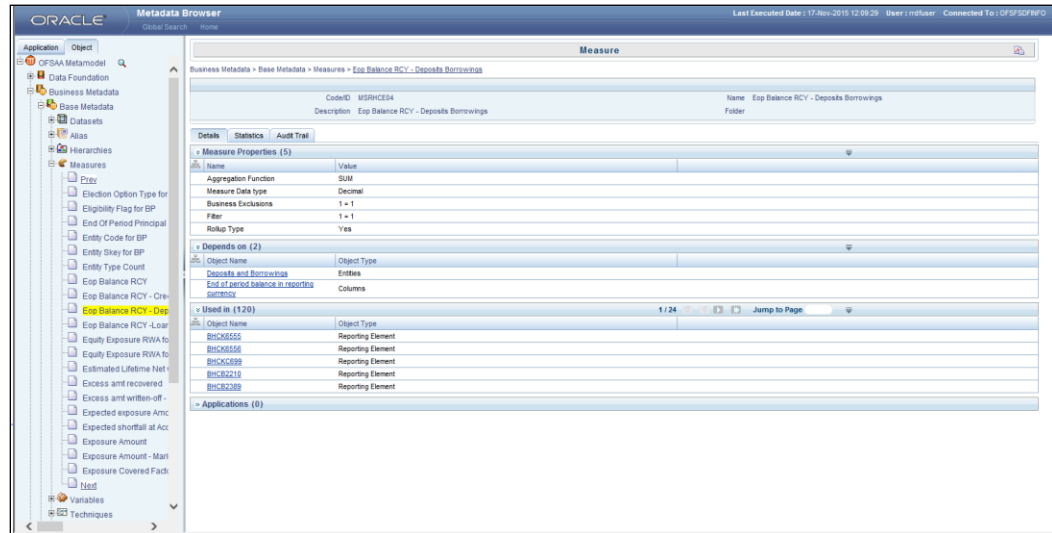 ORACLE
Metadata Browser
Global Search Home
Last Executed Date : 17-Nov-2015 12:09:29 User : rrdfuser Connected To : OFSFSDFINFO
Application Object
OFSAA Metamodel
Data Foundation
Business Metadata
Base Metadata
Datasets
Alias
Hierarchies
Measures
Prev
Election Option Type for
Eligibility Flag for BP
End Of Period Principal
Entity Code for BP
Entity Skey for BP
Entity Type Count
Eop Balance RCY
Eop Balance RCY - Cre
Eop Balance RCY - Dep
Eop Balance RCY -Loar
Equity Exposure RWA fo
Equity Exposure RWA fo
Estimated Lifetime Net
Excess amt recovered
Excess amt written-off -
Expected exposure Amc
Expected shortfall at Acc
Exposure Amount
Exposure Amount - Mari
Exposure Covered Facto
Next
Variables
Techniques
Measure
Business Metadata > Base Metadata > Measures > Eop Balance RCY - Deposits Borrowings
Code/ID MSRHCE04 Name Eop Balance RCY - Deposits Borrowings
Description Eop Balance RCY - Deposits Borrowings Folder
Details Statistics Audit Trail
Measure Properties (5)
Name Value
Aggregation Function SUM
Measure Data type Decimal
Business Exclusions 1 = 1
Filter 1 = 1
Rollup Type Yes
Depends on (2)
Object Name Object Type
Deposits and Borrowings Entities
End of period balance in reporting currency Columns
Used in (120) 1 / 24 Jump to Page
Object Name Object Type
BHCK6555 Reporting Element
BHCK6556 Reporting Element
BHCKC699 Reporting Element
BHCB2210 Reporting Element
BHCB2389 Reporting Element
Applications (0)